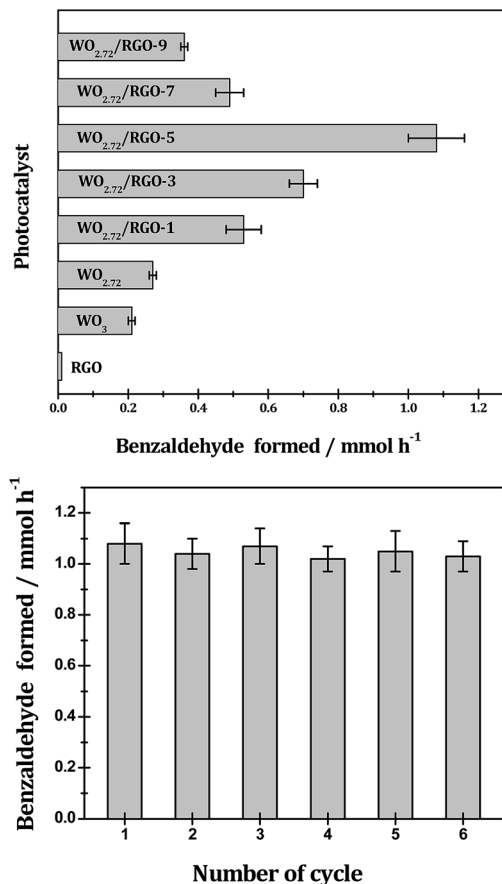 WO2.72/RGO-9
WO2.72/RGO-7
WO2.72/RGO-5
WO2.72/RGO-3
WO2.72/RGO-1
WO2.72
WO3
RGO
Photocatalyst
0.0 0.2 0.4 0.6 0.8 1.0 1.2
Benzaldehyde formed / mmol h-1
Benzaldehyde formed / mmol h-1
1.2
1.0
0.8
0.6
0.4
0.2
0.0
1 2 3 4 5 6
Number of cycle